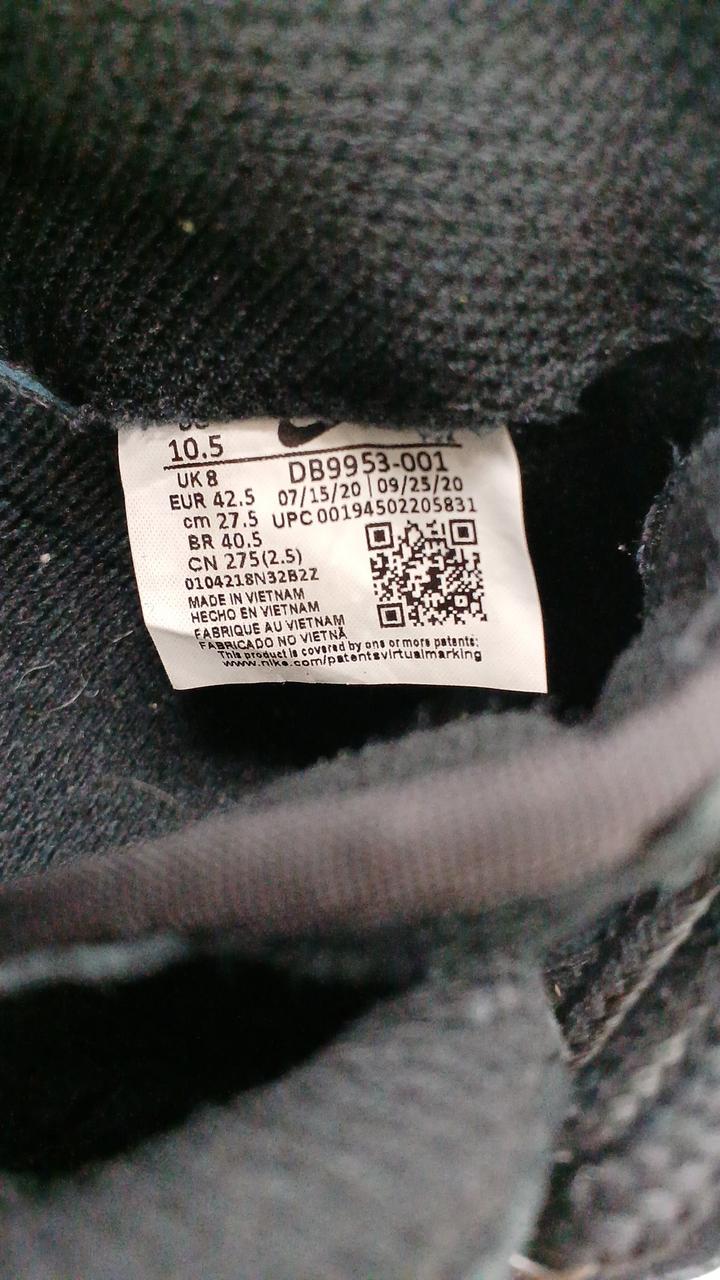 10.5
DB9953-001
UK 8
07/15/20 | 09/25/20
EUR 42.5
UPC 00194502205831
cm 27.5
BR 40.5
CN 275(2.5)
0104218N32B2Z
MADE IN VIETNAM
HECHO EN VIETNAM
FABRIQUE AU VIETNAM
FABRICADO NO VIETNÃ
This product is covered by one or more patents:
www.nike.com/patentsvirtualmarking